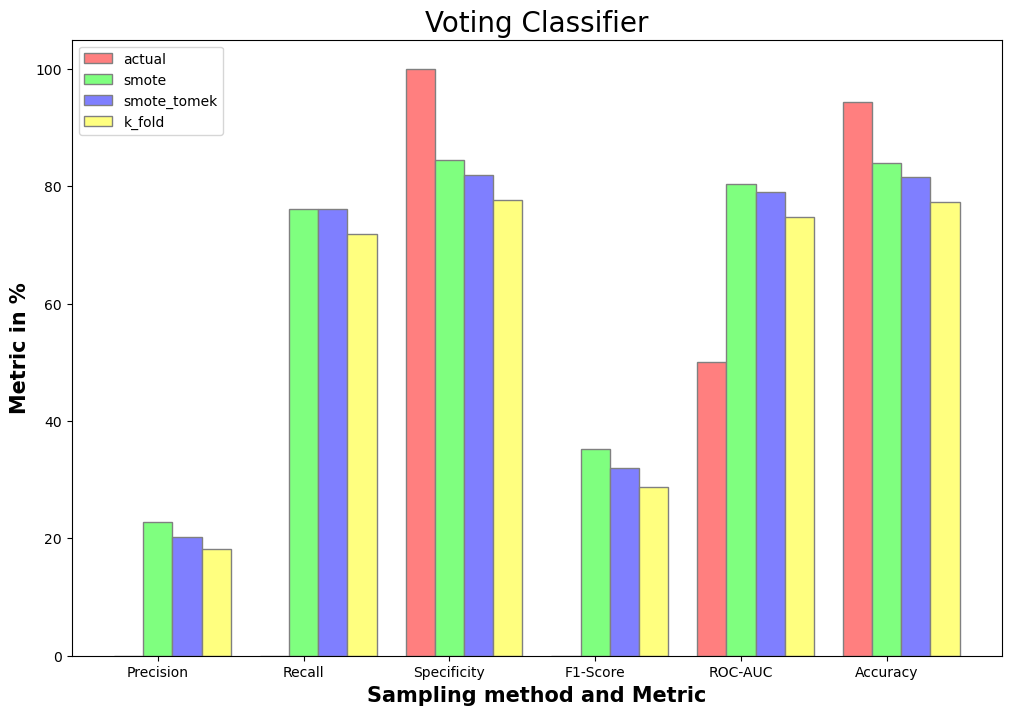 Voting Classifier
actual
smote
smote_tomek
k_fold
100
80
60
40
20
0
Metric in %
Precision Recall Specificity F1-Score ROC-AUC Accuracy
Sampling method and Metric